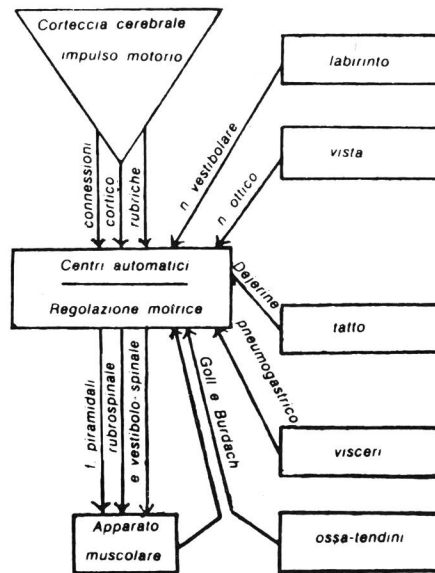 Corteccia cerebrale
impulso motorio
labirinto
vista
connessioni
cortico
rubriche
n vestibolare
n ottico
Centri automatici
Regolazione motrice
Dejerine
tatto
pneumogastrico
f. piramidali
rubrospinale
e vestibolo-spinale
Goll e Burdach
visceri
Apparato
muscolare
ossa-tendini